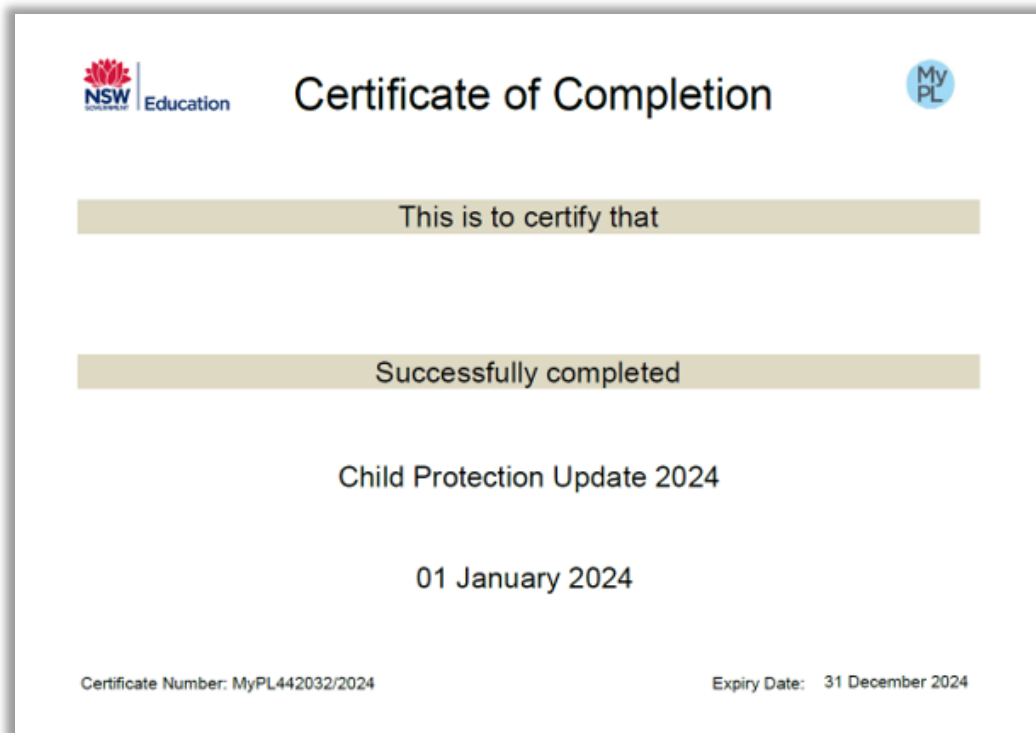 NSW
GOVERNMENT
Education
Certificate of Completion
My
PL
This is to certify that
Successfully completed
Child Protection Update 2024
01 January 2024
Certificate Number: MyPL442032/2024
Expiry Date: 31 December 2024